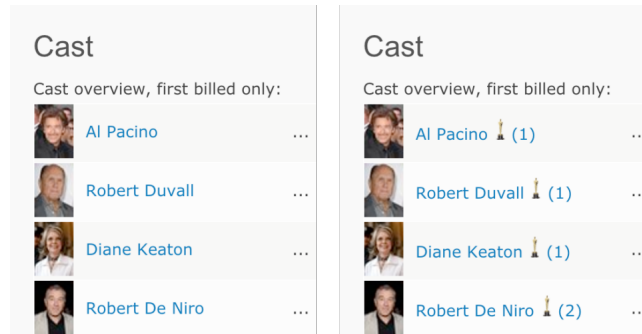 Cast
Cast overview, first billed only:
Al Pacino ...
Robert Duvall ...
Diane Keaton ...
Robert De Niro ...
Cast
Cast overview, first billed only:
Al Pacino (1) ..
Robert Duvall (1) ..
Diane Keaton (1) ..
Robert De Niro (2) ..